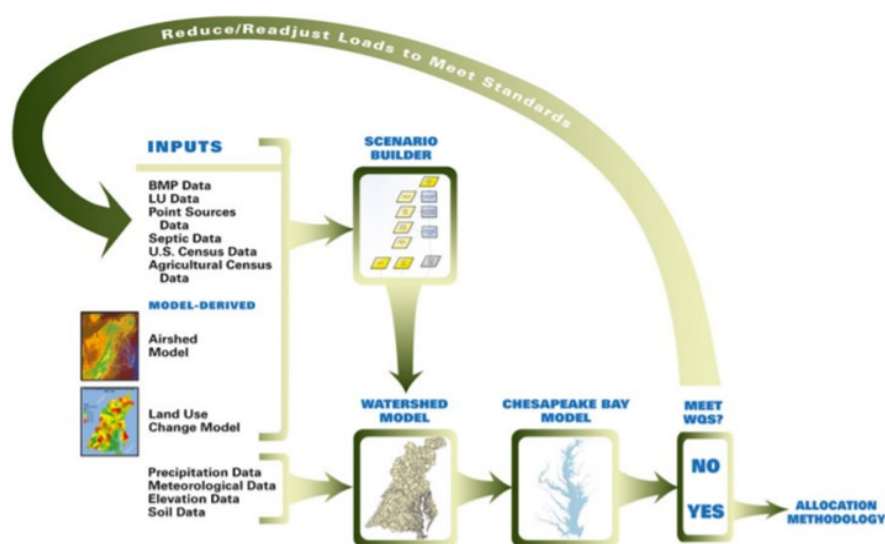 Reduce/Readjust Loads to Meet Standards
INPUTS
BMP Data
LU Data
Point Sources
Data
Septic Data
U.S. Census Data
Agricultural Census
Data
MODEL-DERIVED
Airshed
Model
Land Use
Change Model
Precipitation Data
Meteorological Data
Elevation Data
Soil Data
SCENARIO
BUILDER
WATERSHED
MODEL
CHESAPEAKE BAY
MODEL
MEET
WQS?
NO
YES
ALLOCATION
METHODOLOGY